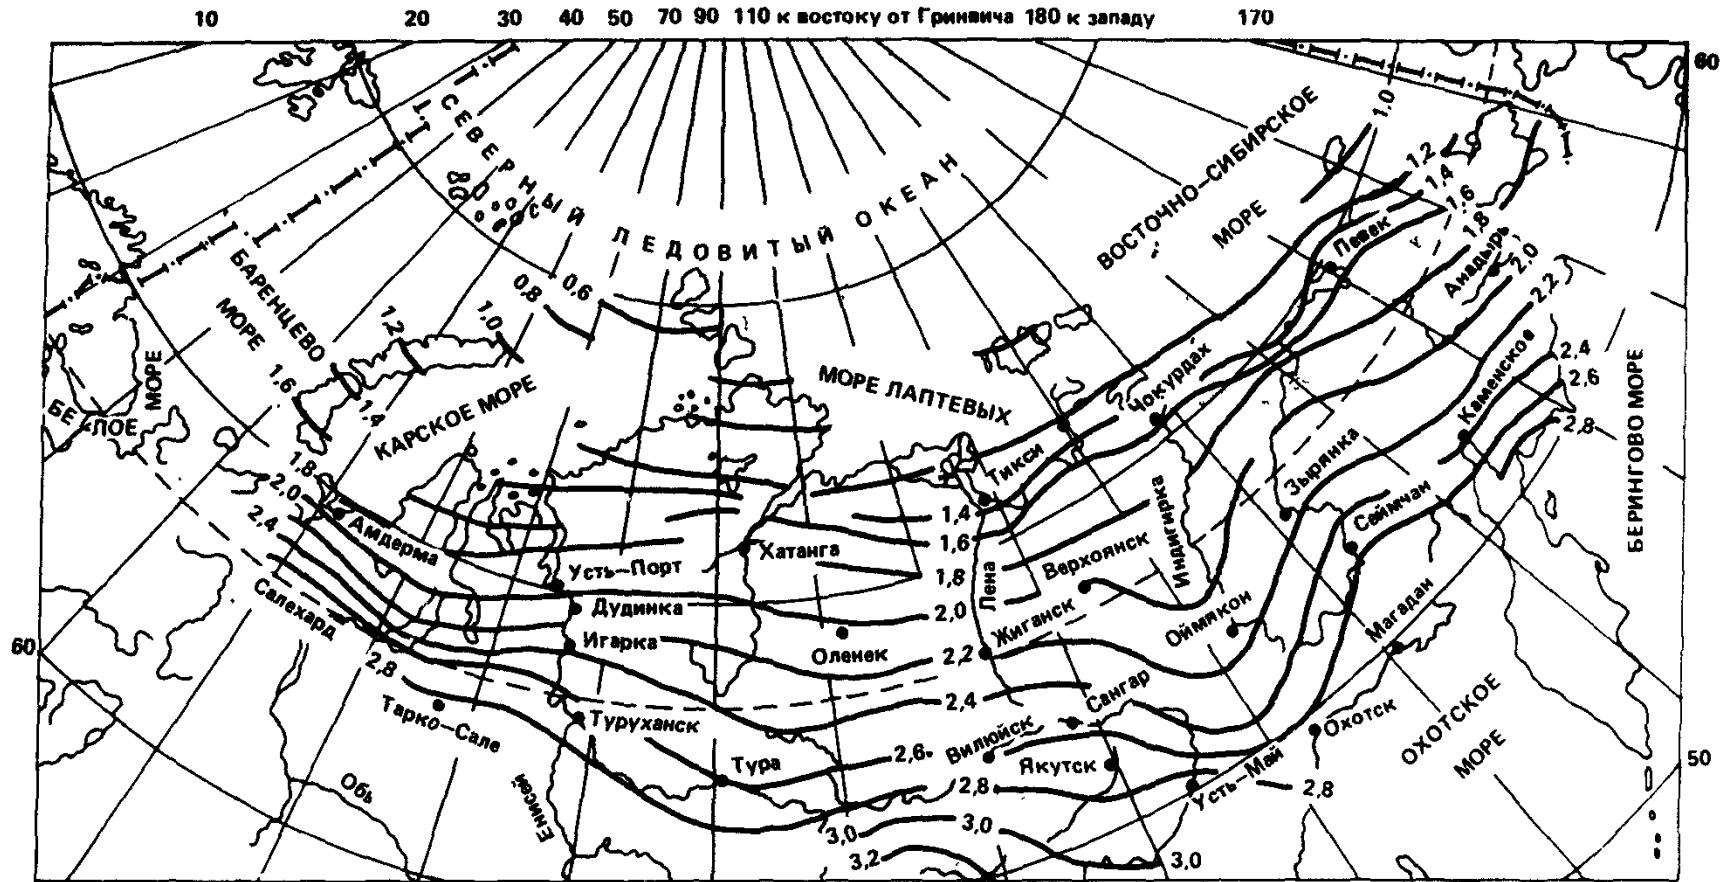 10 20 30 40 50 70 90 110 к востоку от Гринвича 180 к западу 170
60
СЕВЕРНЫЙ ЛЕДОВИТЫЙ ОКЕАН
ВОСТОЧНО-СИБИРСКОЕ
МОРЕ
1,0
1,2
1,4
1,6
1,8
Певек
Анадырь
2,0
2,2
БАРЕНЦЕВО
МОРЕ
0,8
0,6
1,2
1,0
1,6
1,4
БЕЛОЕ
МОРЕ
КАРСКОЕ МОРЕ
МОРЕ ЛАПТЕВЫХ
Чокурдах
Каменское
2,4
2,6
2,8
БЕРИНГОВО МОРЕ
1,8
2,0
2,4
Амдерма
Тикси
Зырянка
Сеймчан
Индигирка
1,4
1,6
1,8
2,0
Хатанга
Усть-Порт
Дудинка
Игарка
Верхоянск
Лена
Жиганск
Оймякон
Магадан
Салехард
60
2,8
Оленек
2,2
2,4
Сангар
Тарко-Сале
Туруханск
Тура
2,6
Вилюйск
Якутск
Охотск
ОХОТСКОЕ
МОРЕ
50
Обь
Енисей
2,8
Усть-Май
2,8
3,0
3,0
3,2
3,0